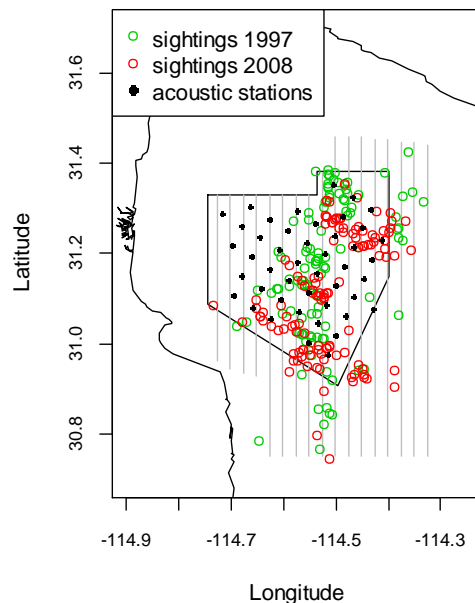 sightings 1997
sightings 2008
acoustic stations
31.6
31.4
31.2
31.0
30.8
Latitude
-114.9
-114.7
-114.5
-114.3
Longitude